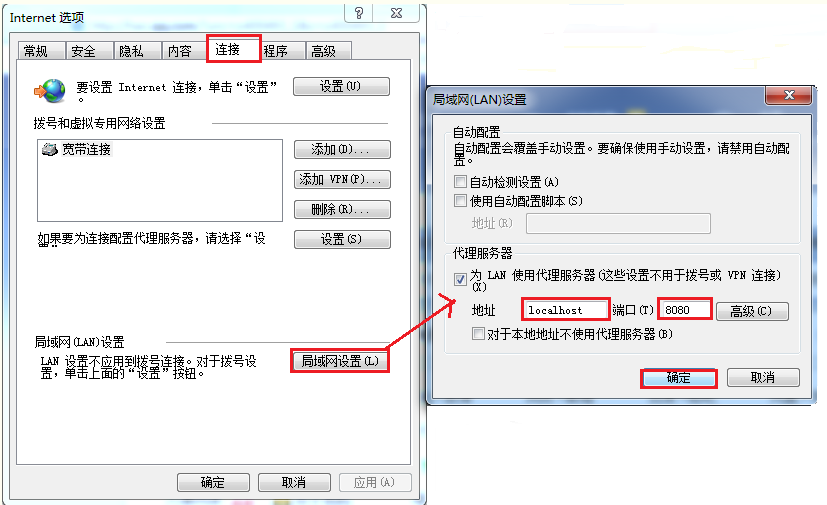 Internet 选项
常规 安全 隐私 内容 连接 程序 高级
要设置 Internet 连接，单击“设置”
。
设置(U)
拨号和虚拟专用网络设置
宽带连接
添加(D)...
添加 VPN(P)...
删除(R)...
如果要为连接配置代理服务器，请选择“设
设置(S)
局域网(LAN)设置
LAN 设置不应用到拨号连接。对于拨号设
置，单击上面的“设置”按钮。
局域网设置(L)
确定 取消 应用(A)
局域网(LAN)设置
自动配置
自动配置会覆盖手动设置。要确保使用手动设置，请禁用自动配
置。
自动检测设置(A)
使用自动配置脚本(S)
地址(R)
代理服务器
为 LAN 使用代理服务器(这些设置不用于拨号或 VPN 连接)
(X)
地址 localhost 端口(T) 8080 高级(C)
对于本地地址不使用代理服务器(B)
确定 取消